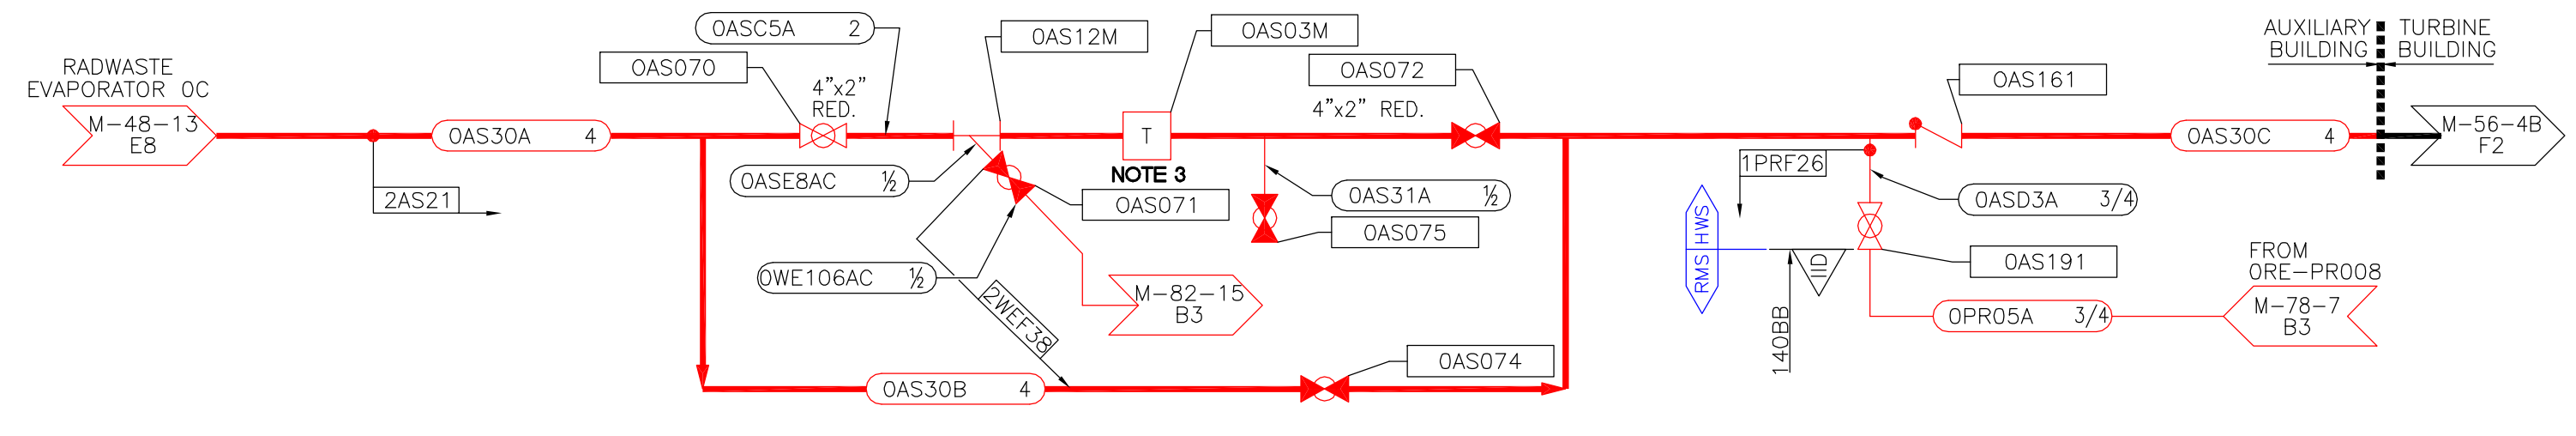 RADWASTE
EVAPORATOR 0C
M-48-13
E8
0AS30A 4
2AS21
0ASC5A 2
0AS070
4"x2"
RED.
0AS12M
0AS03M
T
NOTE 3
0ASE8AC ½
0AS071
0WE106AC ½
2WEF38
M-82-15
B3
0AS30B 4
0AS074
0AS072
4"x2" RED.
0AS31A ½
0AS075
1PRF26
RMS HWS
140BB
IID
0ASD3A 3/4
0AS191
0PR05A 3/4
FROM
0RE-PR008
M-78-7
B3
0AS161
0AS30C 4
AUXILIARY
BUILDING
TURBINE
BUILDING
M-56-4B
F2